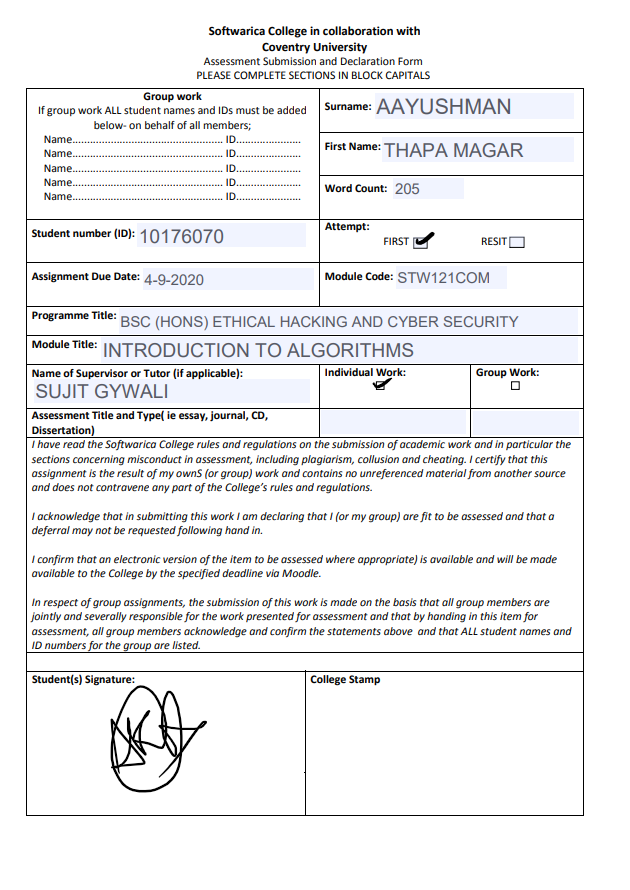 Softwarica College in collaboration with
Coventry University
Assessment Submission and Declaration Form
PLEASE COMPLETE SECTIONS IN BLOCK CAPITALS
Group work
If group work ALL student names and IDs must be added
below- on behalf of all members;
Name............................................. ID...................
Name............................................. ID...................
Name............................................. ID...................
Name............................................. ID...................
Name............................................. ID...................
Surname: AAYUSHMAN
First Name: THAPA MAGAR
Word Count: 205
Student number (ID): 10176070
Attempt:
FIRST RESIT
Assignment Due Date: 4-9-2020
Module Code: STW121COM
Programme Title: BSC (HONS) ETHICAL HACKING AND CYBER SECURITY
Module Title: INTRODUCTION TO ALGORITHMS
Name of Supervisor or Tutor (if applicable):
SUJIT GYWALI
Individual Work:
Group Work:
Assessment Title and Type( ie essay, journal, CD,
Dissertation)
I have read the Softwarica College rules and regulations on the submission of academic work and in particular the
sections concerning misconduct in assessment, including plagiarism, collusion and cheating. I certify that this
assignment is the result of my ownS (or group) work and contains no unreferenced material from another source
and does not contravene any part of the College's rules and regulations.
I acknowledge that in submitting this work I am declaring that I (or my group) are fit to be assessed and that a
deferral may not be requested following hand in.
I confirm that an electronic version of the item to be assessed where appropriate) is available and will be made
available to the College by the specified deadline via Moodle.
In respect of group assignments, the submission of this work is made on the basis that all group members are
jointly and severally responsible for the work presented for assessment and that by handing in this item for
assessment, all group members acknowledge and confirm the statements above and that ALL student names and
ID numbers for the group are listed.
Student(s) Signature:
College Stamp